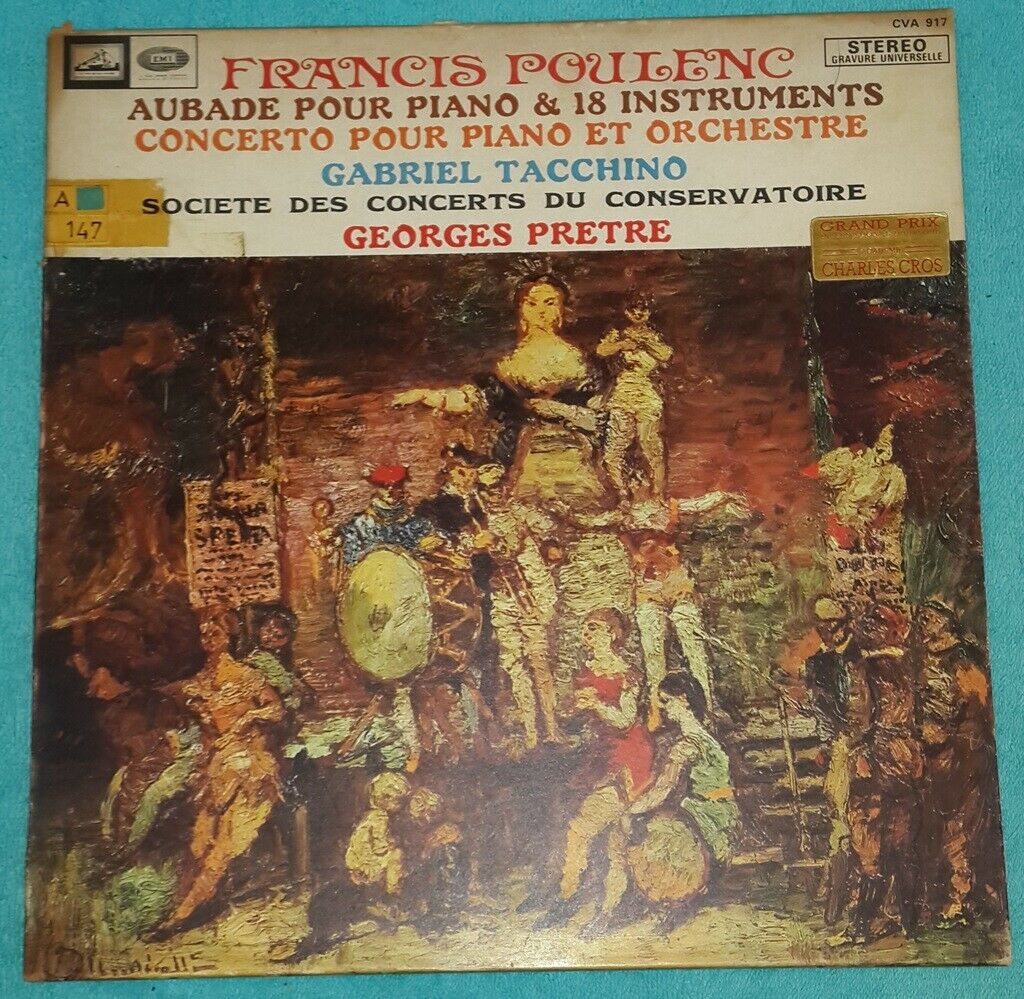 CVA 917
EMI
STEREO
GRAVURE UNIVERSELLE
FRANCIS POULENC
AUBADE POUR PIANO & 18 INSTRUMENTS
CONCERTO POUR PIANO ET ORCHESTRE
GABRIEL TACCHINO
SOCIETE DES CONCERTS DU CONSERVATOIRE
GEORGES PRETRE
A
147
GRAND PRIX
CHARLES CROS